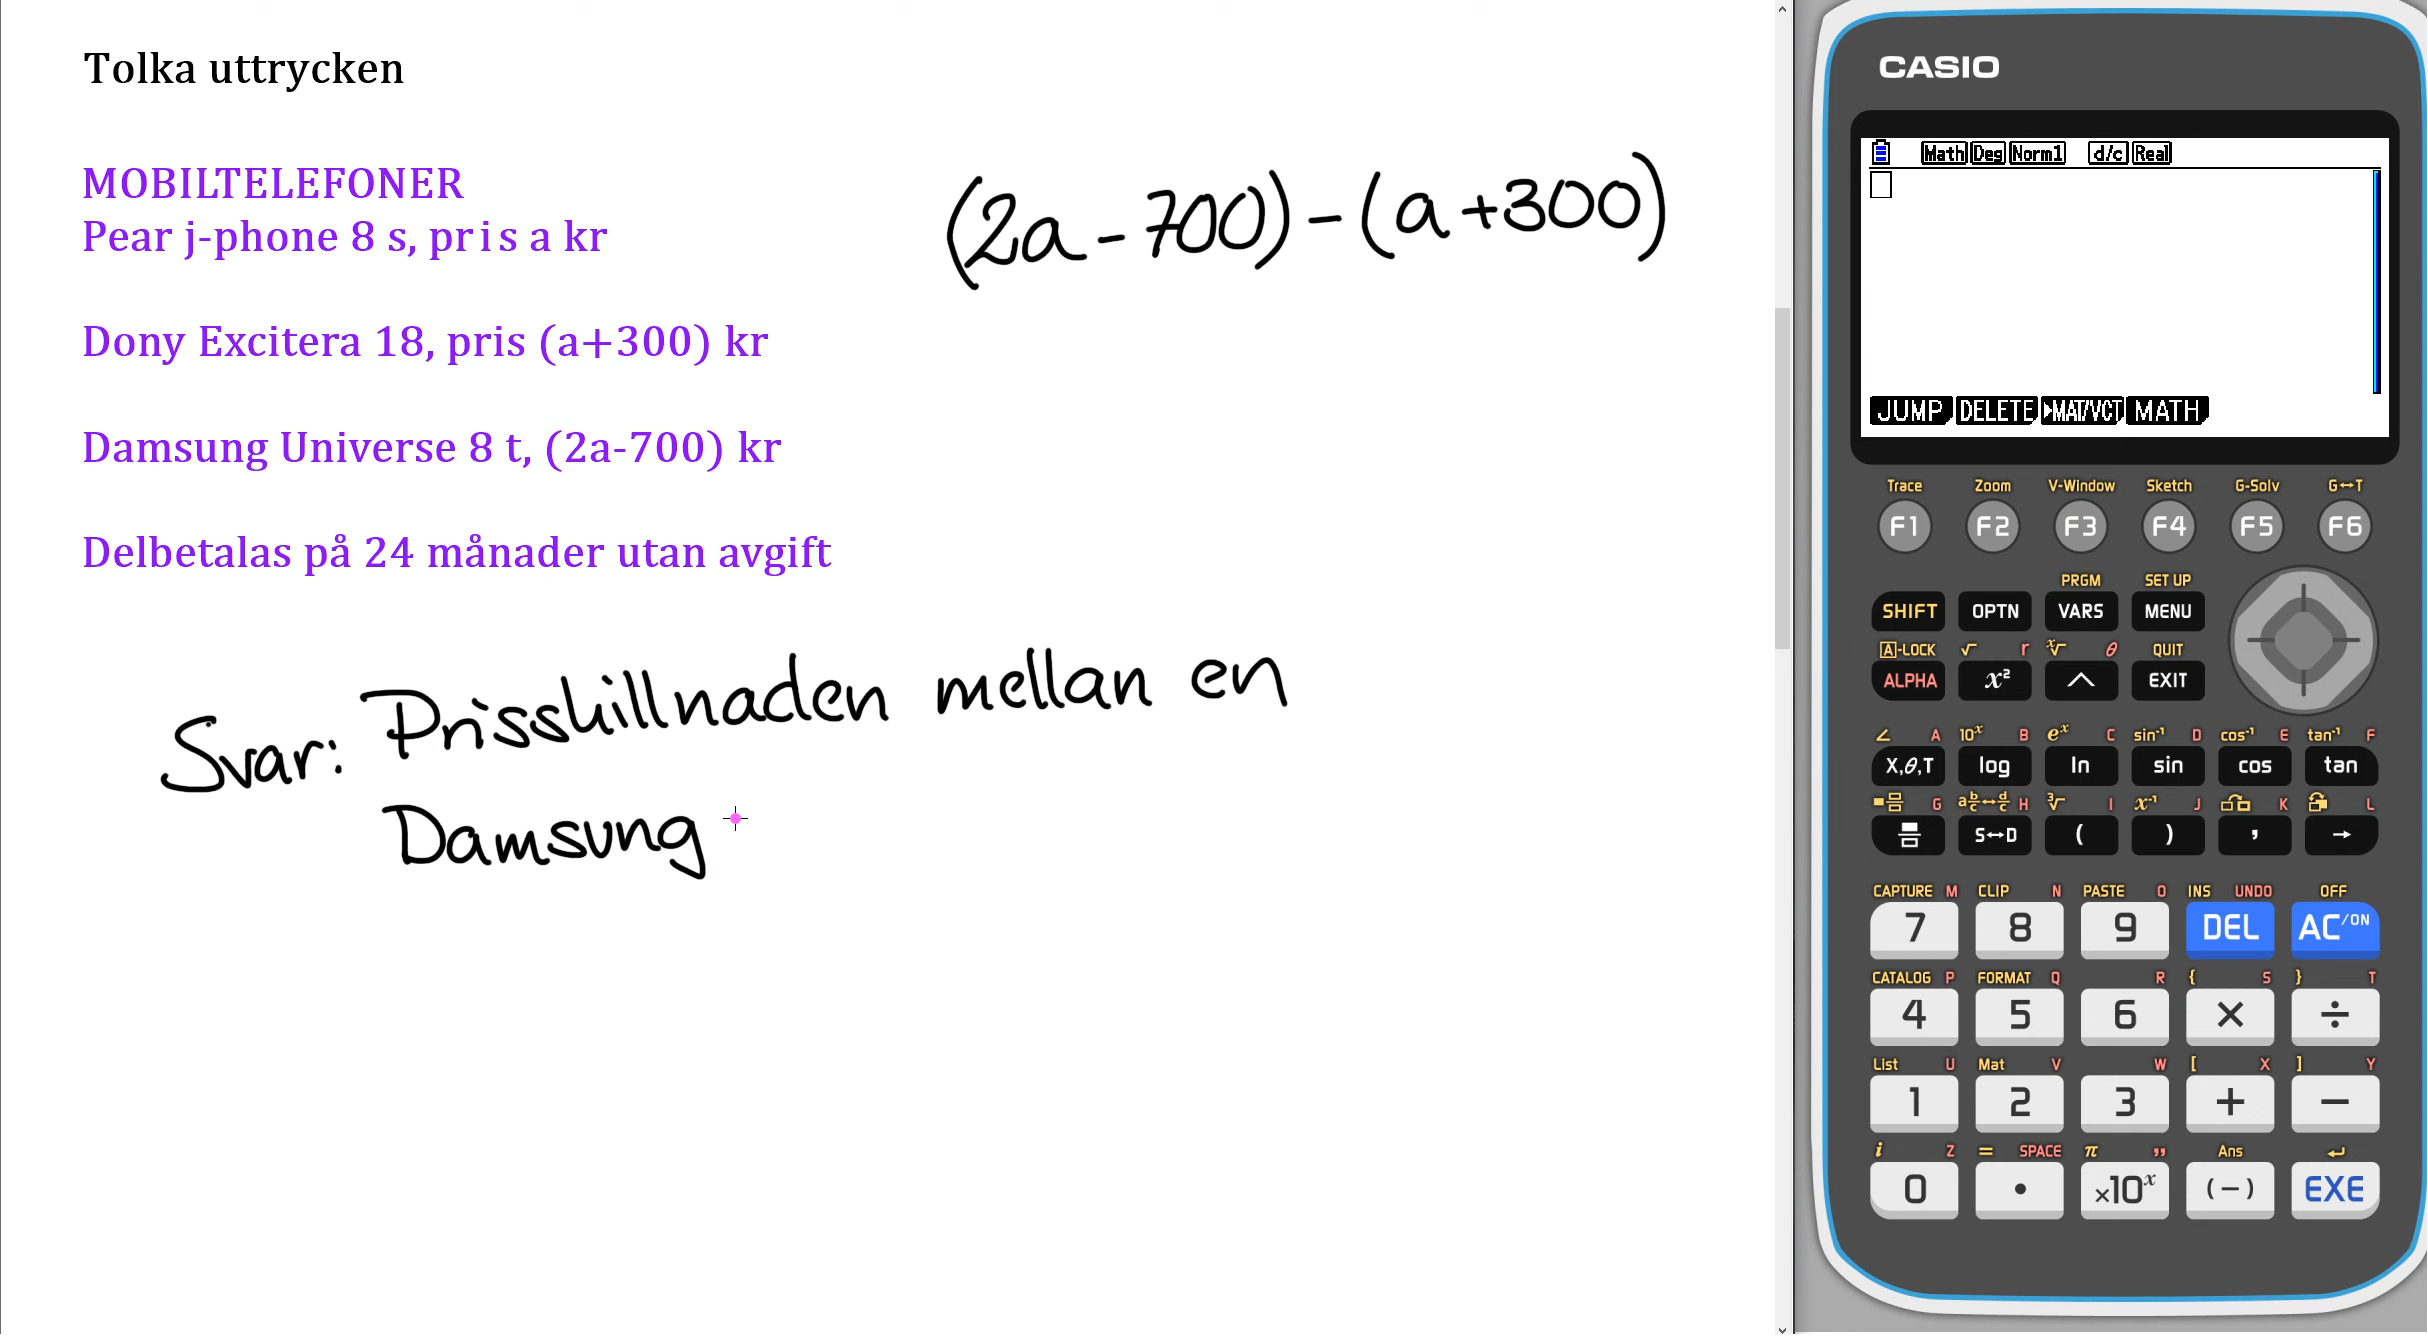 Tolka uttrycken
MOBILTELEFONER
Pear j-phone 8 s, pris a kr
Dony Excitera 18, pris (a+300) kr
Damsung Universe 8 t, (2a-700) kr
Delbetalas på 24 månader utan avgift
(2a - 700) - (a + 300)
Svar: Prisskillnaden mellan en
Damsung
CASIO
Math Deg Norm1 d/c Real
JUMP DELETE ▶MAT/VCT MATH
Trace Zoom V-Window Sketch G-Solv G↔T
F1 F2 F3 F4 F5 F6
PRGM SET UP
SHIFT OPTN VARS MENU
A-LOCK √ r ˣ√ θ QUIT
ALPHA x² ^ EXIT
∠ A 10ˣ B eˣ C sin⁻¹ D cos⁻¹ E tan⁻¹ F
X,θ,T log ln sin cos tan
G a b/c↔d/c H ³√ I x⁻¹ J K L
S↔D ( ) , →
CAPTURE M CLIP N PASTE O INS UNDO OFF
7 8 9 DEL AC/ON
CATALOG P FORMAT Q R { S } T
4 5 6 × ÷
List U Mat V W [ X ] Y
1 2 3 + −
i Z = SPACE π " Ans ↵
0 • ×10ˣ (−) EXE